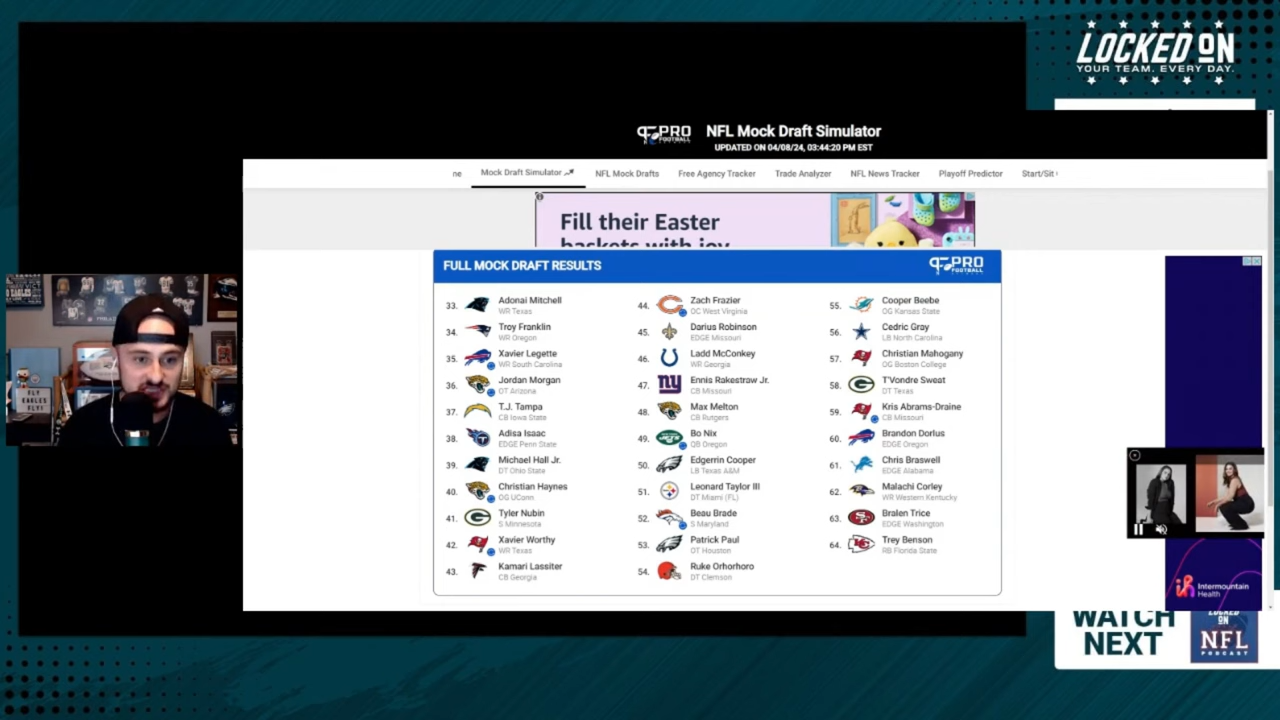 LOCKED ON
YOUR TEAM. EVERY DAY.
PRO
FOOTBALL
NFL Mock Draft Simulator
UPDATED ON 04/08/24, 03:44:20 PM EST
ne
Mock Draft Simulator
NFL Mock Drafts
Free Agency Tracker
Trade Analyzer
NFL News Tracker
Playoff Predictor
Start/Sit
Fill their Easter
baskets with joy
FULL MOCK DRAFT RESULTS
PRO
FOOTBALL
33. Adonai Mitchell
WR Texas
34. Troy Franklin
WR Oregon
35. Xavier Legette
WR South Carolina
36. Jordan Morgan
OT Arizona
37. T.J. Tampa
CB Iowa State
38. Adisa Isaac
EDGE Penn State
39. Michael Hall Jr.
DT Ohio State
40. Christian Haynes
OG UConn
41. Tyler Nubin
S Minnesota
42. Xavier Worthy
WR Texas
43. Kamari Lassiter
CB Georgia
44. Zach Frazier
OC West Virginia
45. Darius Robinson
EDGE Missouri
46. Ladd McConkey
WR Georgia
47. Ennis Rakestraw Jr.
CB Missouri
48. Max Melton
CB Rutgers
49. Bo Nix
QB Oregon
50. Edgerrin Cooper
LB Texas A&M
51. Leonard Taylor III
DT Miami (FL)
52. Beau Brade
S Maryland
53. Patrick Paul
OT Houston
54. Ruke Orhorhoro
DT Clemson
55. Cooper Beebe
OG Kansas State
56. Cedric Gray
LB North Carolina
57. Christian Mahogany
OG Boston College
58. T'Vondre Sweat
DT Texas
59. Kris Abrams-Draine
CB Missouri
60. Brandon Dorlus
EDGE Oregon
61. Chris Braswell
EDGE Alabama
62. Malachi Corley
WR Western Kentucky
63. Bralen Trice
EDGE Washington
64. Trey Benson
RB Florida State
FLY
EAGLES
FLY!
Intermountain
Health
WATCH
NEXT
LOCKED ON
NFL
PODCAST